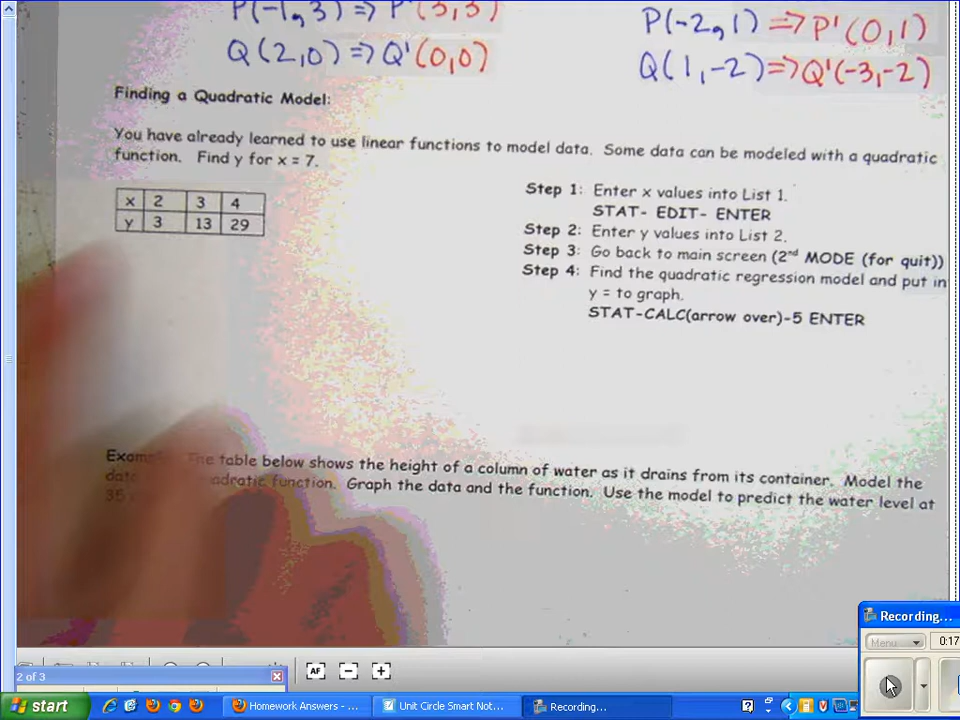 P(-1,3) => P'(3,3)
Q(2,0) => Q'(0,0)
P(-2,1) => P'(0,1)
Q(1,-2) => Q'(-3,-2)
Finding a Quadratic Model:
You have already learned to use linear functions to model data. Some data can be modeled with a quadratic
function. Find y for x = 7.
x 2 3 4
y 3 13 29
Step 1: Enter x values into List 1.
STAT- EDIT- ENTER
Step 2: Enter y values into List 2.
Step 3: Go back to main screen (2nd MODE (for quit))
Step 4: Find the quadratic regression model and put in
y = to graph.
STAT-CALC(arrow over)-5 ENTER
The table below shows the height of a column of water as it drains from its container. Model the
function. Graph the data and the function. Use the model to predict the water level at
35
Recording...
Menu
0:17
2 of 3
AF
start
Homework Answers -...
Unit Circle Smart Not...
Recording...